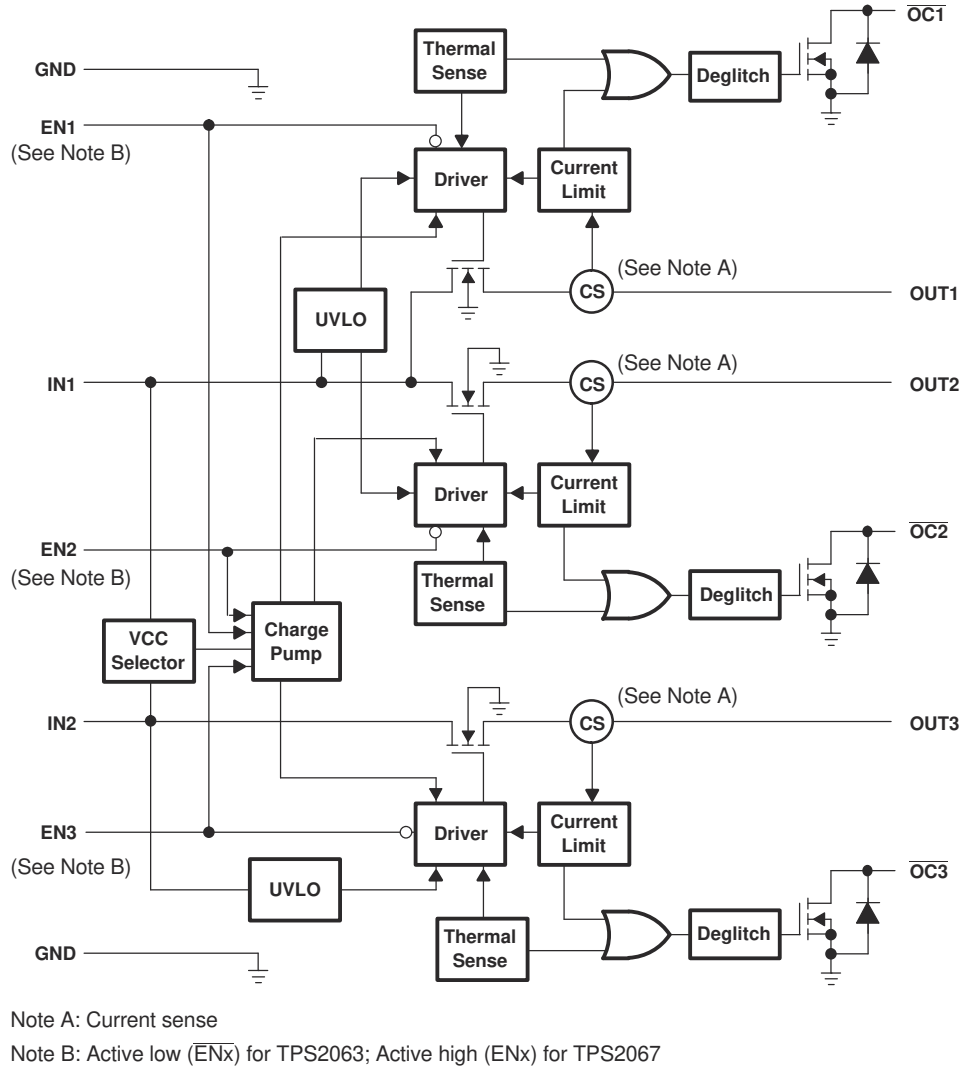 OC1
Thermal
Sense
GND
Deglitch
EN1
(See Note B)
Driver
Current
Limit
(See Note A)
CS
OUT1
UVLO
(See Note A)
IN1
CS
OUT2
Driver
Current
Limit
EN2
(See Note B)
OC2
Thermal
Sense
Deglitch
VCC
Selector
Charge
Pump
(See Note A)
IN2
CS
OUT3
EN3
(See Note B)
Driver
Current
Limit
OC3
UVLO
Thermal
Sense
Deglitch
GND
Note A: Current sense
Note B: Active low (ENx) for TPS2063; Active high (ENx) for TPS2067